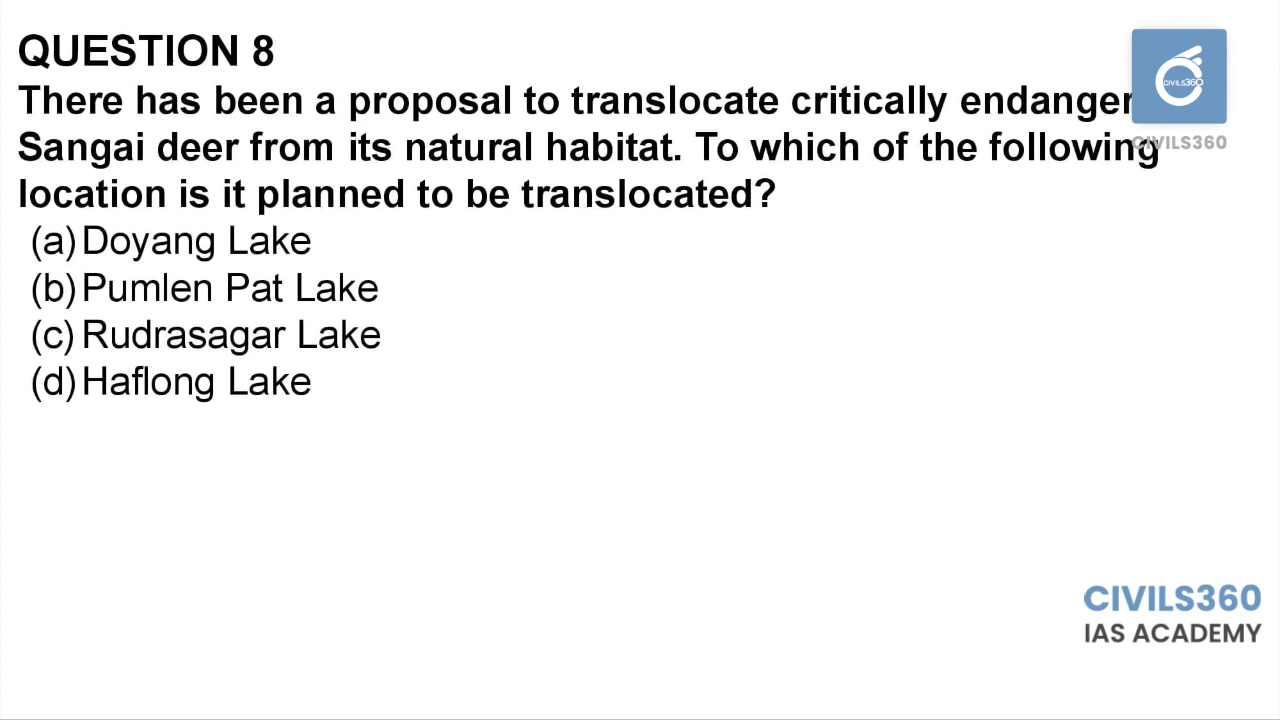 QUESTION 8
There has been a proposal to translocate critically
Sangai deer from its natural habitat. To which of the following
location is it planned to be translocated?
(a) Doyang Lake
(b) Pumlen Pat Lake
(c) Rudrasagar Lake
(d) Haflong Lake
CIVILS360
CIVILS360
CIVILS360
IAS ACADEMY